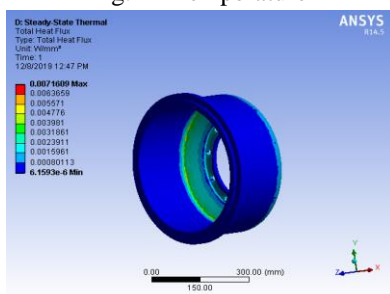 D: Steady-State Thermal
Total Heat Flux
Type: Total Heat Flux
Unit: W/mm²
Time: 1
12/8/2019 12:47 PM
ANSYS
R14.5
0.0071609 Max
0.0063659
0.005571
0.004776
0.003981
0.0031861
0.0023911
0.0015961
0.00080113
6.1593e-6 Min
0.00
300.00 (mm)
150.00
Y
Z
X